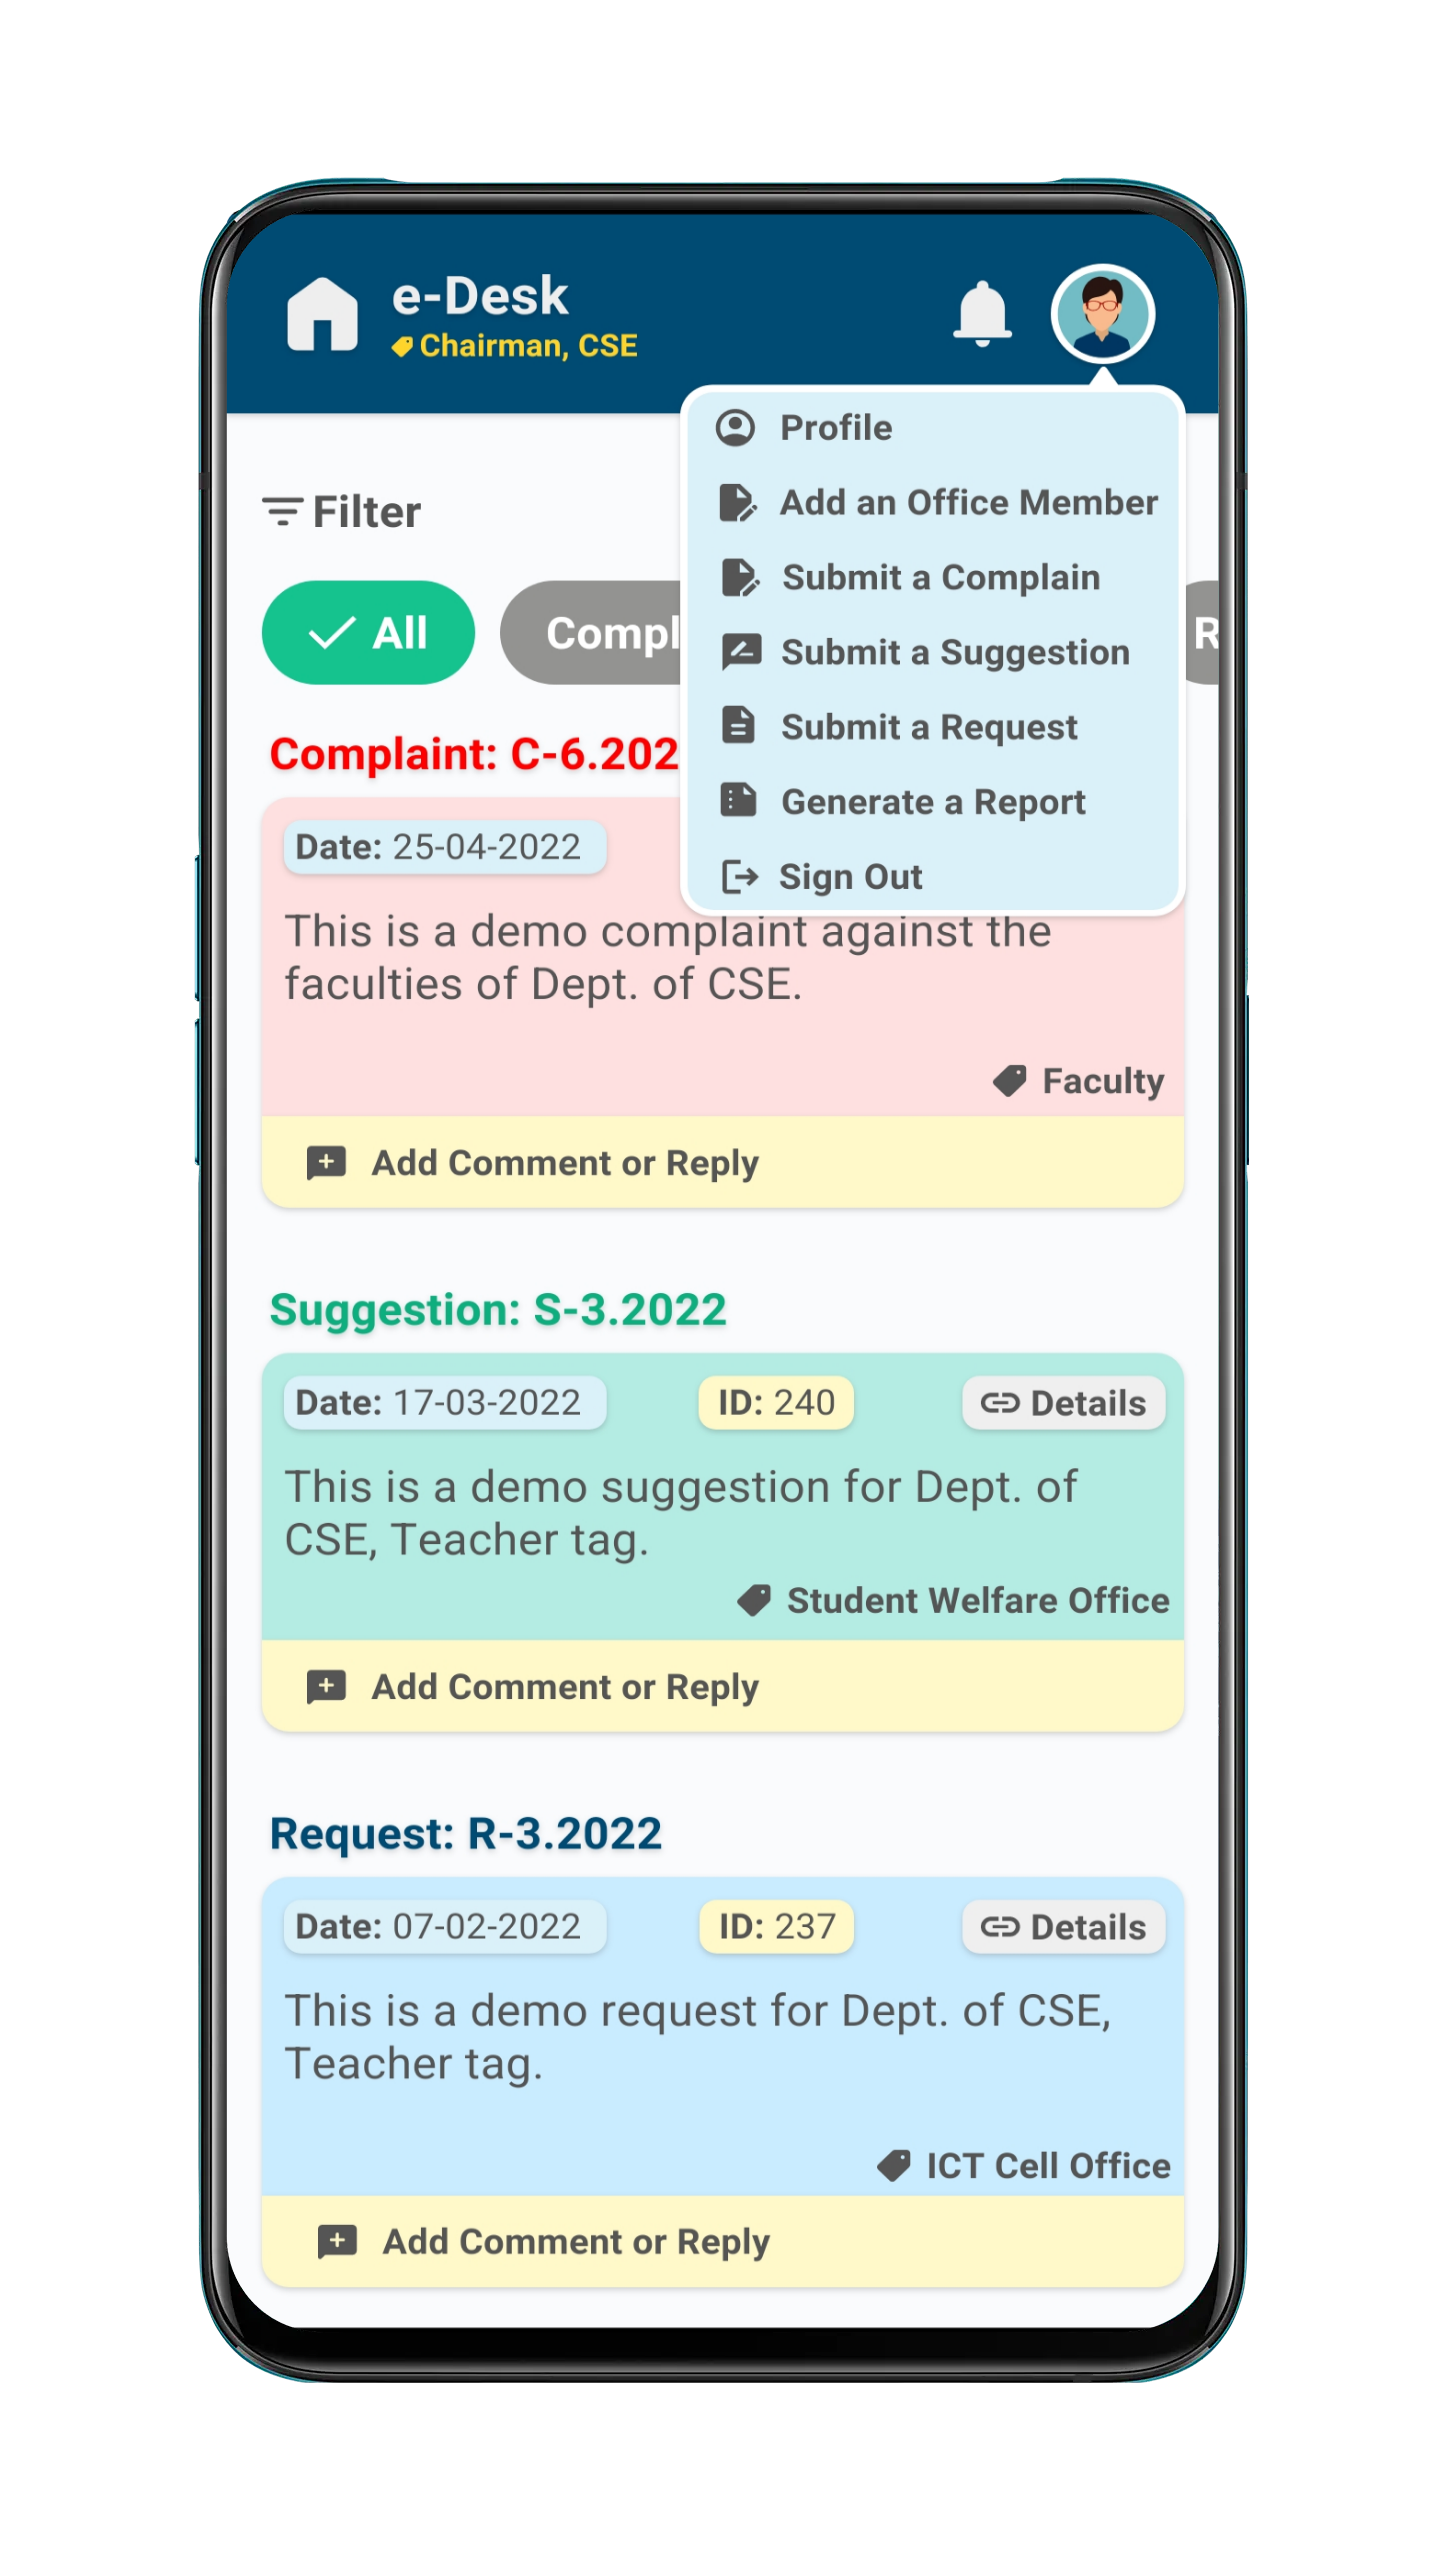 e-Desk
Chairman, CSE
Profile
Add an Office Member
Submit a Complain
Submit a Suggestion
Submit a Request
Generate a Report
Sign Out
Filter
All
Compl
R
Complaint: C-6.202
Date: 25-04-2022
This is a demo complaint against the
faculties of Dept. of CSE.
Faculty
Add Comment or Reply
Suggestion: S-3.2022
Date: 17-03-2022
ID: 240
Details
This is a demo suggestion for Dept. of
CSE, Teacher tag.
Student Welfare Office
Add Comment or Reply
Request: R-3.2022
Date: 07-02-2022
ID: 237
Details
This is a demo request for Dept. of CSE,
Teacher tag.
ICT Cell Office
Add Comment or Reply